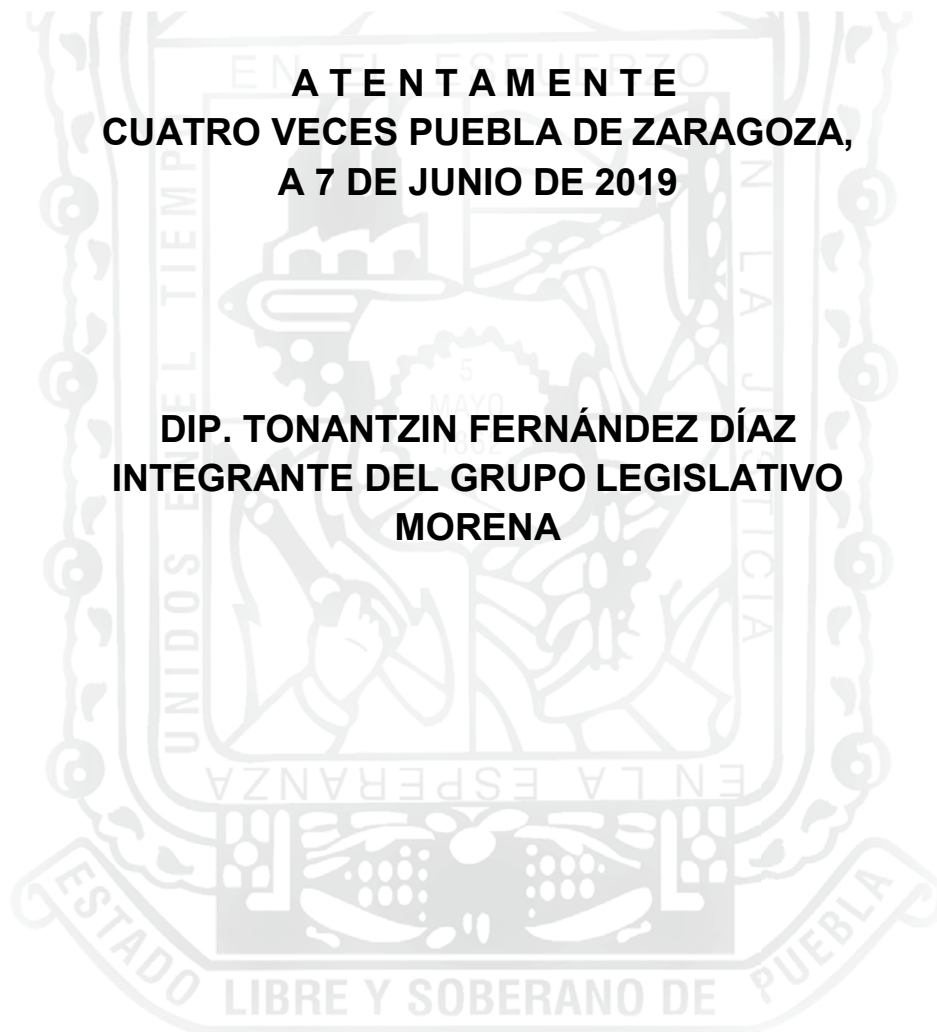 A T E N T A M E N T E
CUATRO VECES PUEBLA DE ZARAGOZA,
A 7 DE JUNIO DE 2019
DIP. TONANTZIN FERNÁNDEZ DÍAZ
INTEGRANTE DEL GRUPO LEGISLATIVO
MORENA
UNIDOS EN EL TIEMPO
EN EL ESFUERZO
EN LA JUSTICIA
EN LA ESPERANZA
5
MAYO
1862
ESTADO LIBRE Y SOBERANO DE PUEBLA